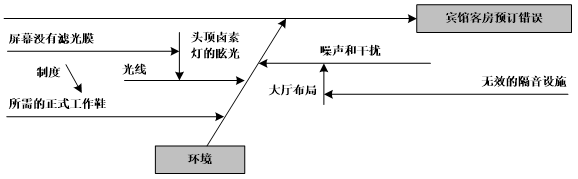 宾馆客房预订错误
屏幕没有滤光膜
头顶卤素
灯的眩光
噪声和干扰
制度
光线
大厅布局
无效的隔音设施
所需的正式工作鞋
环境